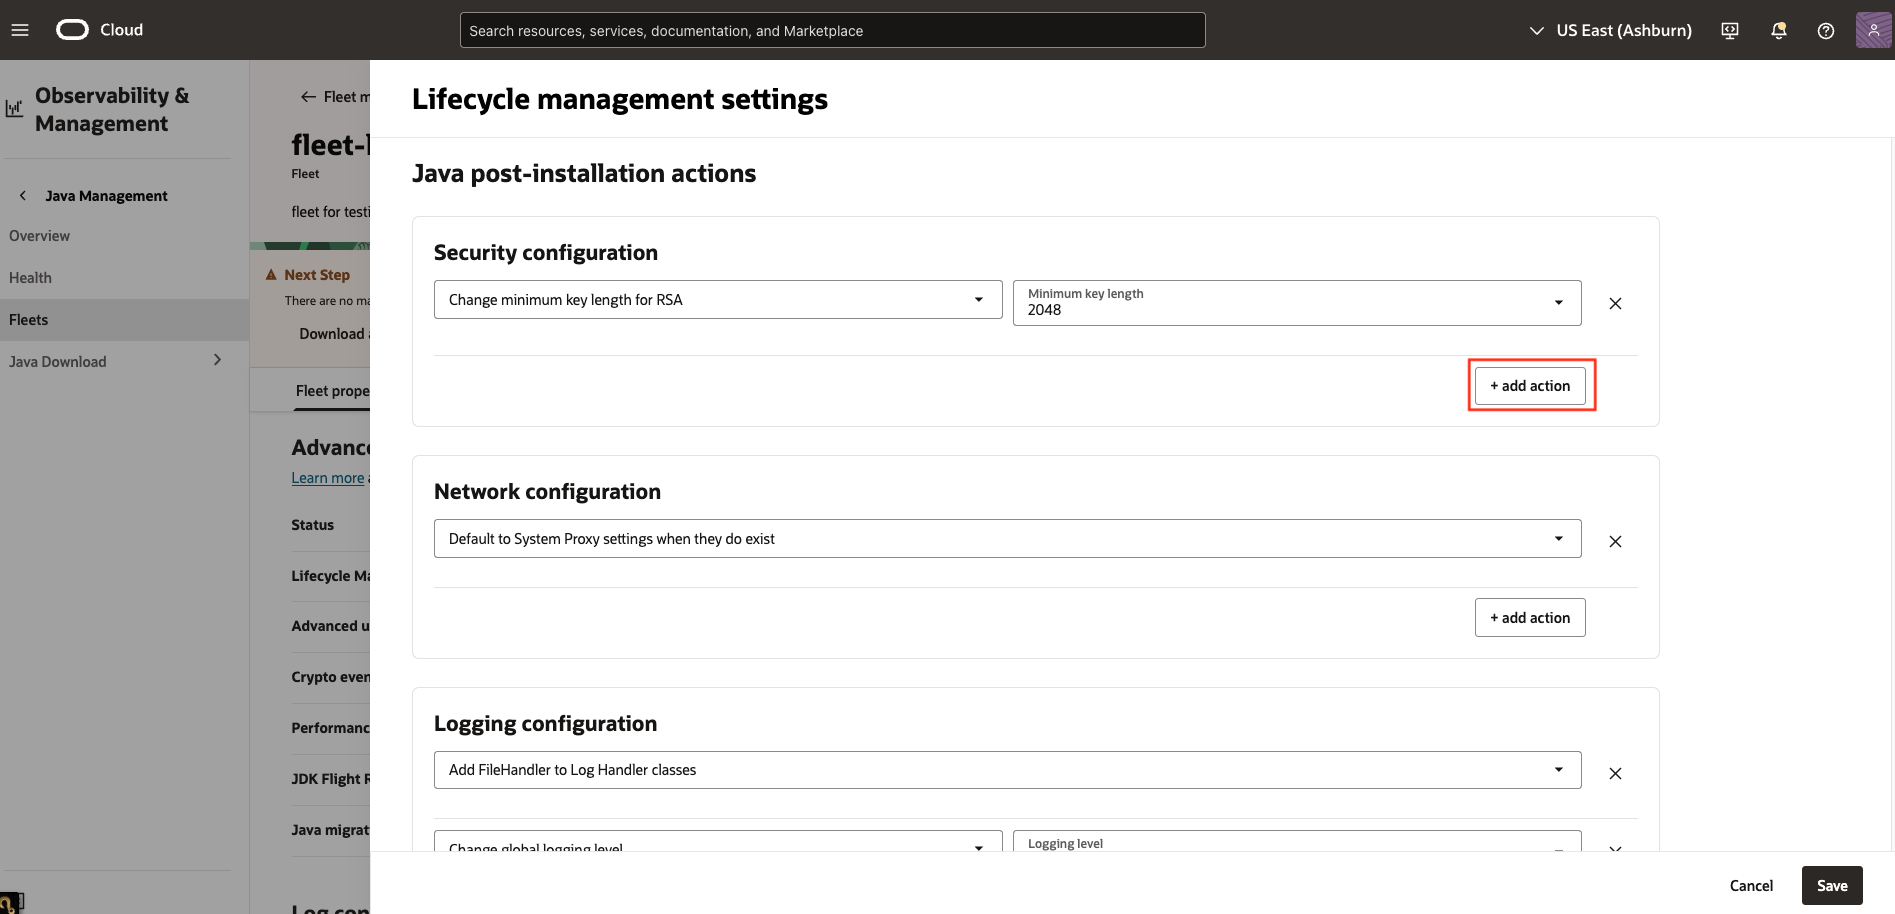 Cloud
Search resources, services, documentation, and Marketplace
US East (Ashburn)
Observability &
Management
Java Management
Overview
Health
Fleets
Java Download
Fleet m
fleet-l
Fleet
fleet for testi
Next Step
There are no ma
Download a
Fleet prope
Advance
Learn more a
Status
Lifecycle Ma
Advanced u
Crypto even
Performanc
JDK Flight R
Java migrat
Log con
Lifecycle management settings
Java post-installation actions
Security configuration
Change minimum key length for RSA
Minimum key length
2048
+ add action
Network configuration
Default to System Proxy settings when they do exist
+ add action
Logging configuration
Add FileHandler to Log Handler classes
Change global logging level
Logging level
Cancel
Save